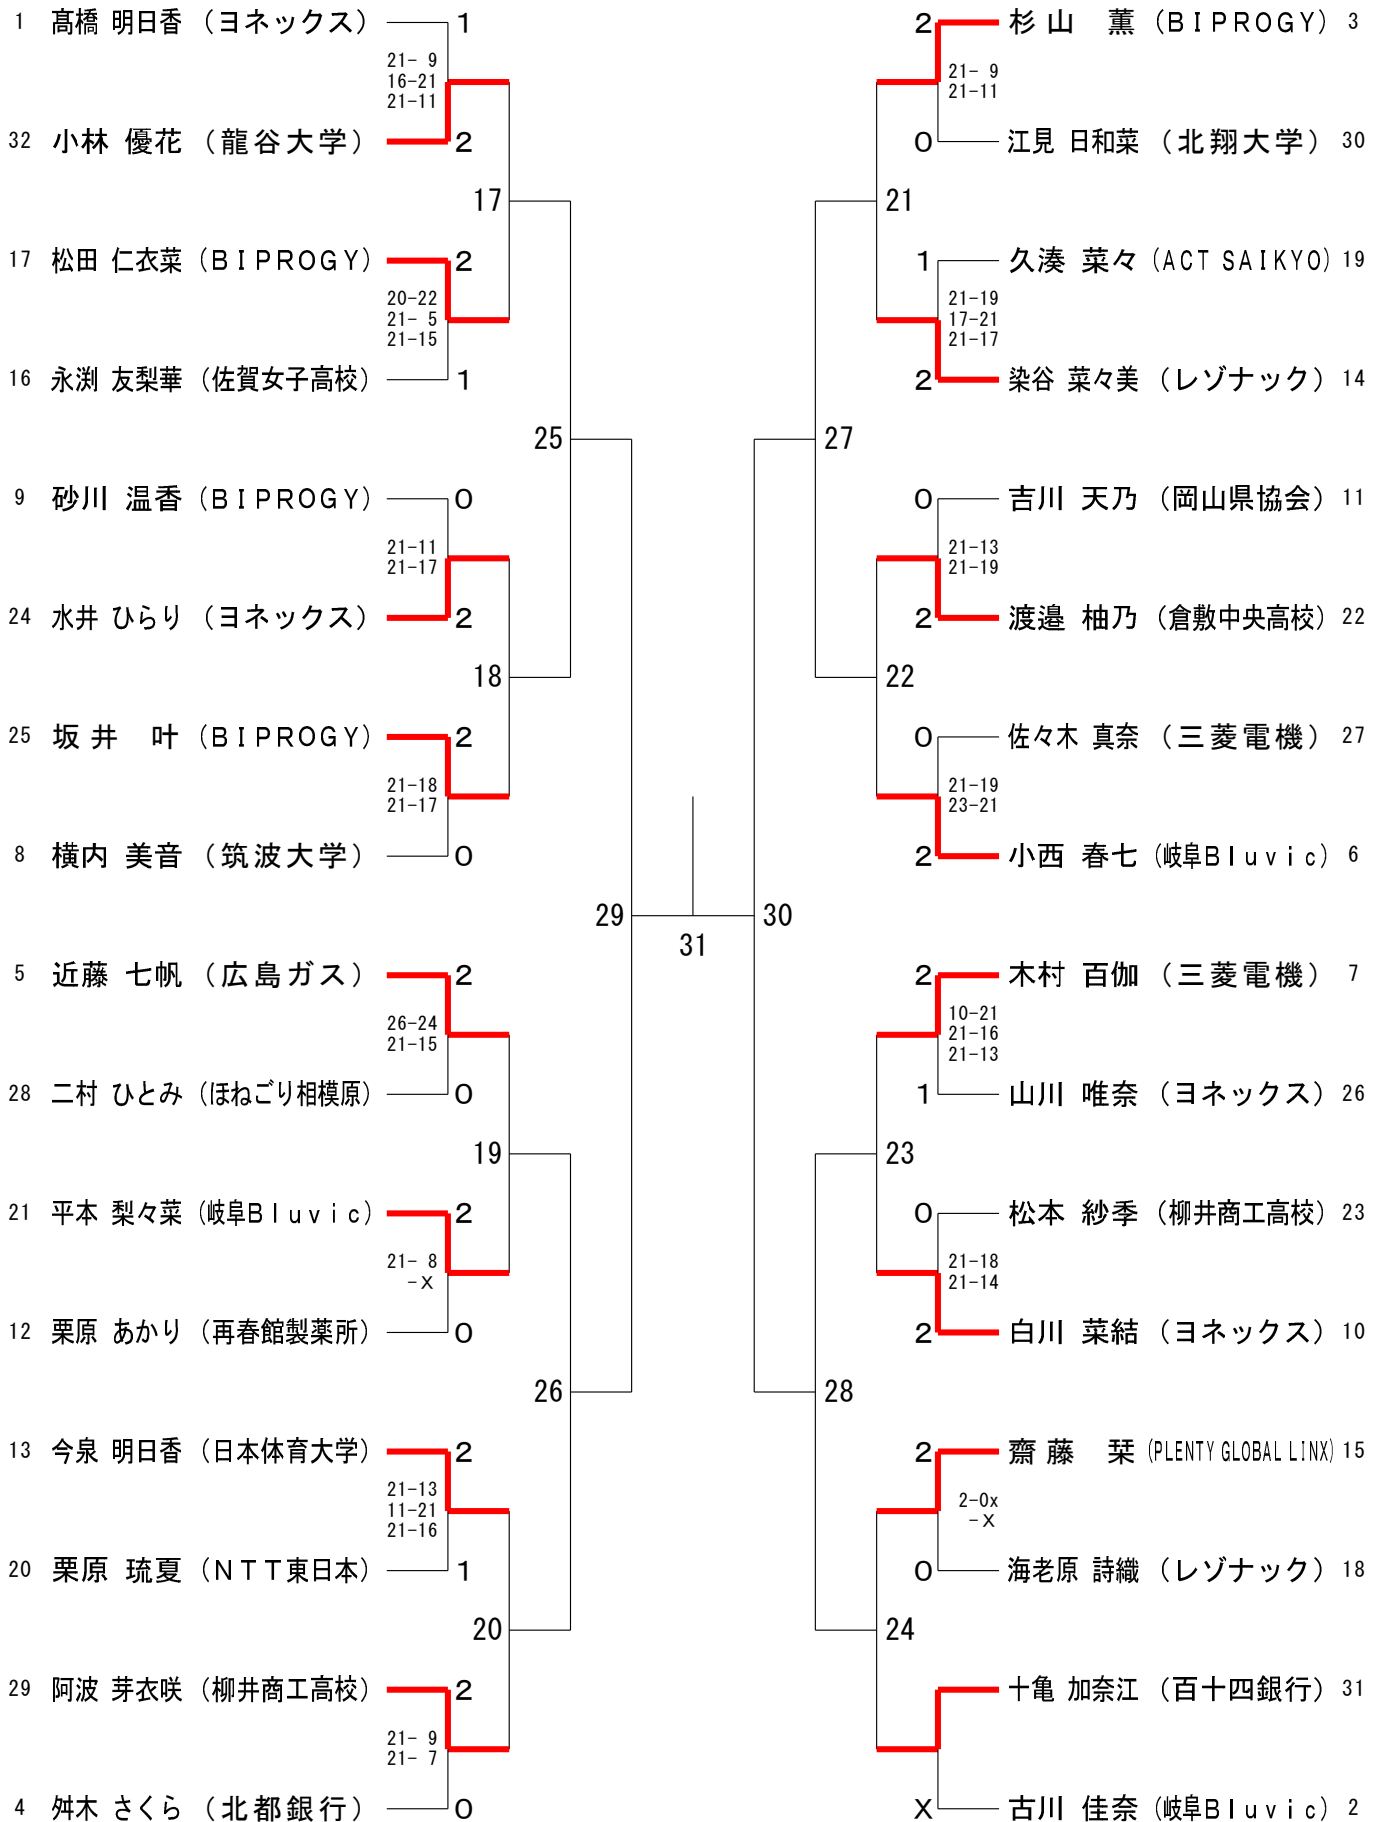 1 髙橋 明日香 (ヨネックス) 1
21- 9
16-21
21-11
32 小林 優花 (龍谷大学) 2
17
17 松田 仁衣菜 (BIPROGY) 2
20-22
21- 5
21-15
16 永渕 友梨華 (佐賀女子高校) 1
25
9 砂川 温香 (BIPROGY) 0
21-11
21-17
24 水井 ひらり (ヨネックス) 2
18
25 坂井 叶 (BIPROGY) 2
21-18
21-17
8 横内 美音 (筑波大学) 0
29
5 近藤 七帆 (広島ガス) 2
26-24
21-15
28 二村 ひとみ (ほねごり相模原) 0
19
21 平本 梨々菜 (岐阜Bluvic) 2
21- 8
-X
12 栗原 あかり (再春館製薬所) 0
26
13 今泉 明日香 (日本体育大学) 2
21-13
11-21
21-16
20 栗原 琉夏 (NTT東日本) 1
20
29 阿波 芽衣咲 (柳井商工高校) 2
21- 9
21- 7
4 舛木 さくら (北都銀行) 0
31
2 杉山 薫 (BIPROGY) 3
21- 9
21-11
0 江見 日和菜 (北翔大学) 30
21
1 久湊 菜々 (ACT SAIKYO) 19
21-19
17-21
21-17
2 染谷 菜々美 (レゾナック) 14
27
0 吉川 天乃 (岡山県協会) 11
21-13
21-19
2 渡邉 柚乃 (倉敷中央高校) 22
22
0 佐々木 真奈 (三菱電機) 27
21-19
23-21
2 小西 春七 (岐阜Bluvic) 6
30
2 木村 百伽 (三菱電機) 7
10-21
21-16
21-13
1 山川 唯奈 (ヨネックス) 26
23
0 松本 紗季 (柳井商工高校) 23
21-18
21-14
2 白川 菜結 (ヨネックス) 10
28
2 齋藤 栞 (PLENTY GLOBAL LINX) 15
2-0x
-X
0 海老原 詩織 (レゾナック) 18
24
十亀 加奈江 (百十四銀行) 31
X 古川 佳奈 (岐阜Bluvic) 2